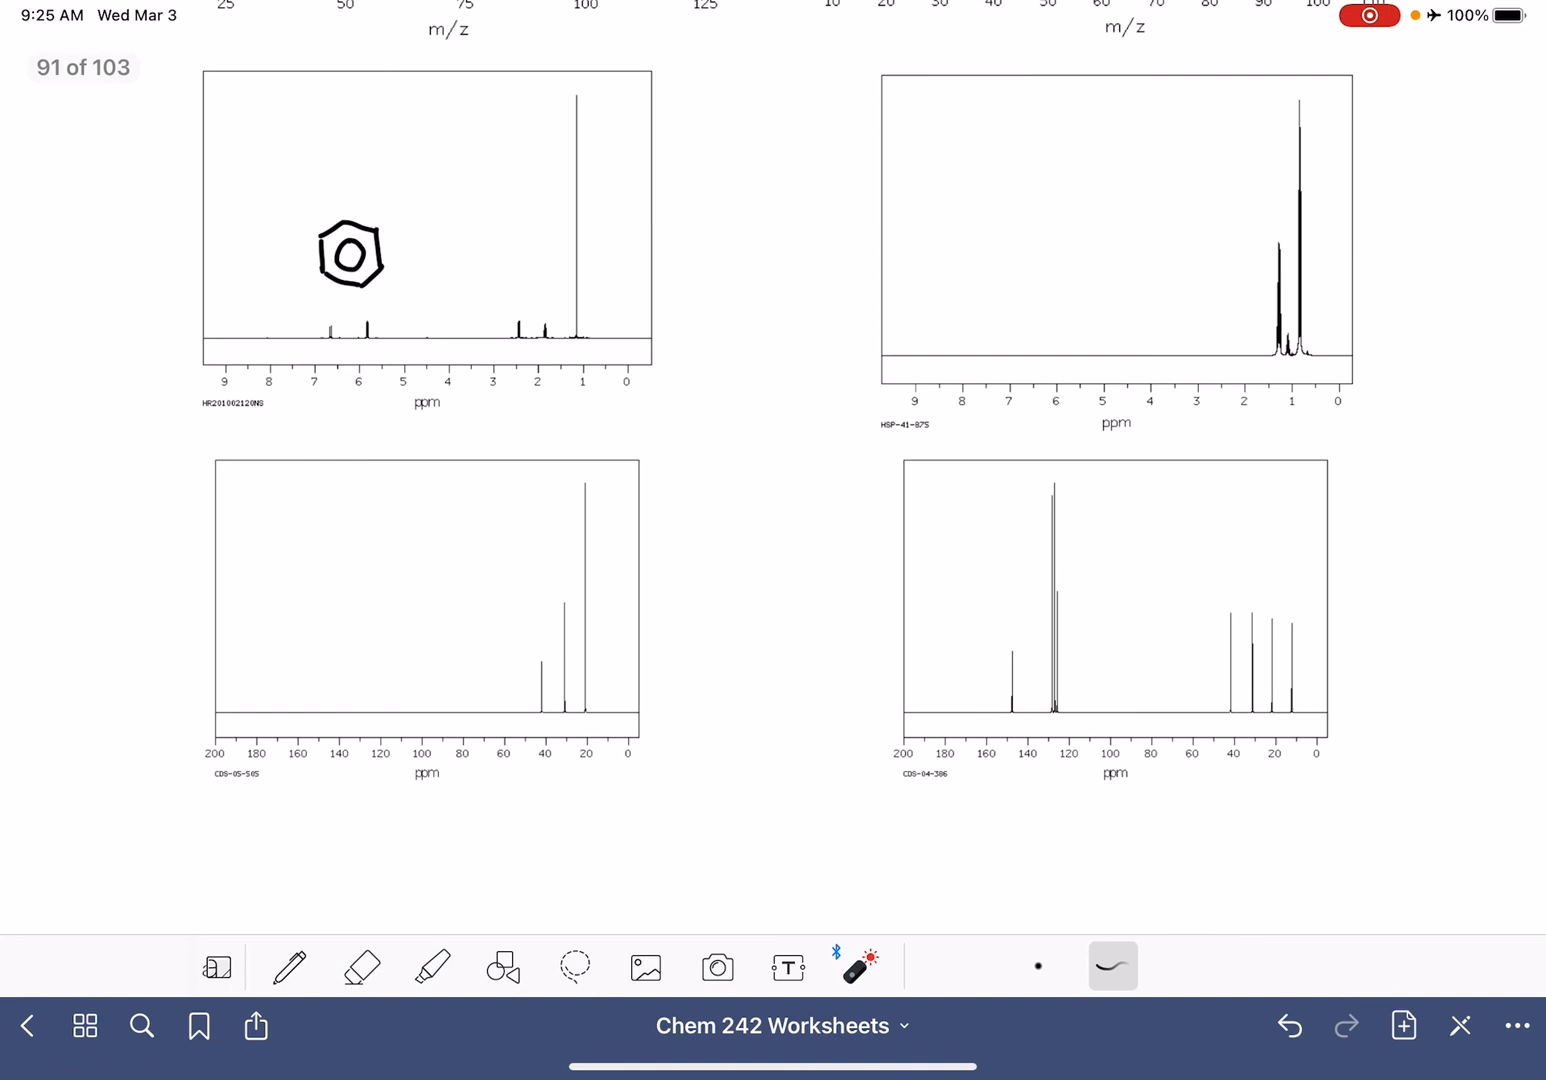 25 50 75 100 125 10 20 30 40 50 60 70 80 90 100 110
9:25 AM Wed Mar 3 100%
m/z m/z
91 of 103
9 8 7 6 5 4 3 2 1 0
ppm
HR201002120NS
9 8 7 6 5 4 3 2 1 0
ppm
HSP-41-875
200 180 160 140 120 100 80 60 40 20 0
CDS-05-505 ppm
200 180 160 140 120 100 80 60 40 20 0
CDS-04-386 ppm
a T
Chem 242 Worksheets